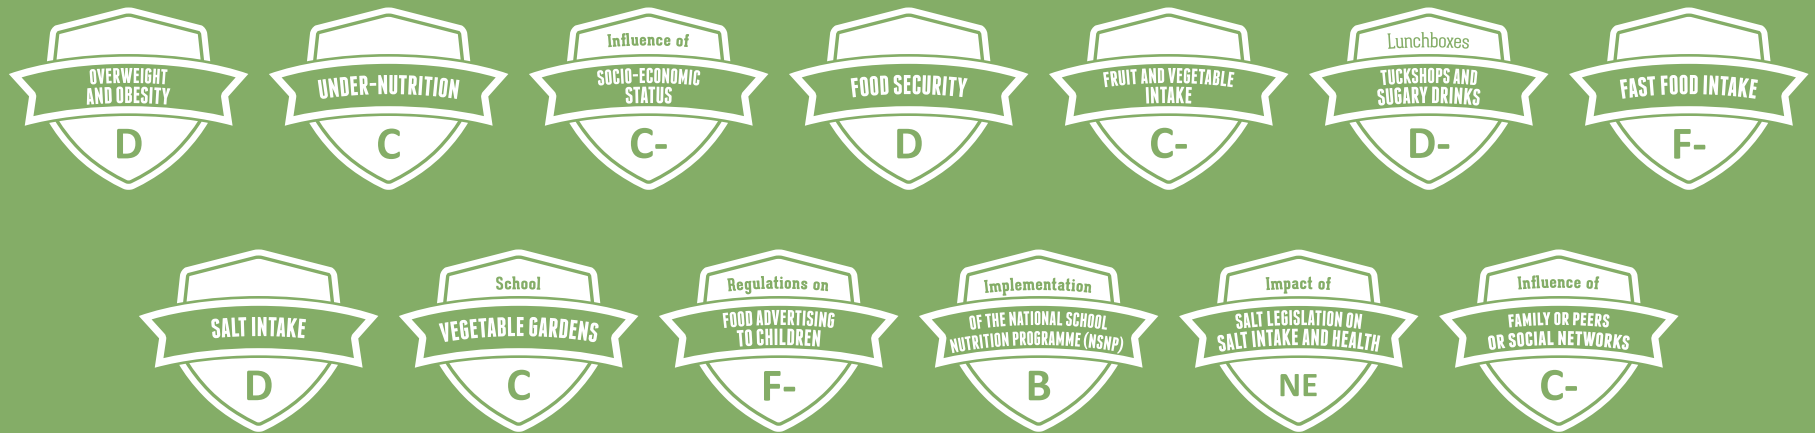 OVERWEIGHT
AND OBESITY
D
UNDER-NUTRITION
C
Influence of
SOCIO-ECONOMIC
STATUS
C-
FOOD SECURITY
D
FRUIT AND VEGETABLE
INTAKE
C-
Lunchboxes
TUCKSHOPS AND
SUGARY DRINKS
D-
FAST FOOD INTAKE
F-
SALT INTAKE
D
School
VEGETABLE GARDENS
C
Regulations on
FOOD ADVERTISING
TO CHILDREN
F-
Implementation
OF THE NATIONAL SCHOOL
NUTRITION PROGRAMME (NSNP)
B
Impact of
SALT LEGISLATION ON
SALT INTAKE AND HEALTH
NE
Influence of
FAMILY OR PEERS
OR SOCIAL NETWORKS
C-